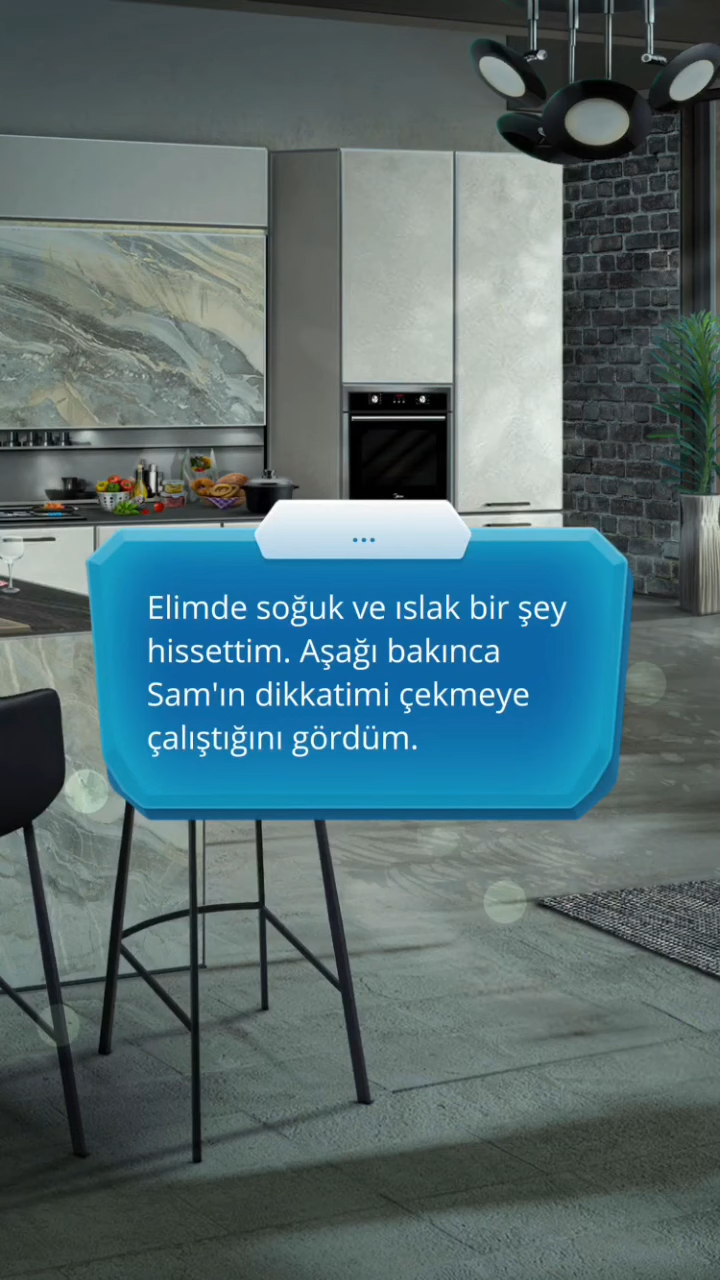 ...
Elimde soğuk ve ıslak bir şey
hissettim. Aşağı bakınca
Sam'ın dikkatimi çekmeye
çalıştığını gördüm.